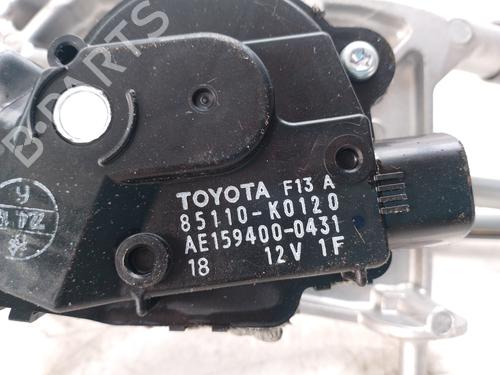 B-PARTS
TOYOTA F13 A
85110-K0120
AE159400-0431
18 12V 1F